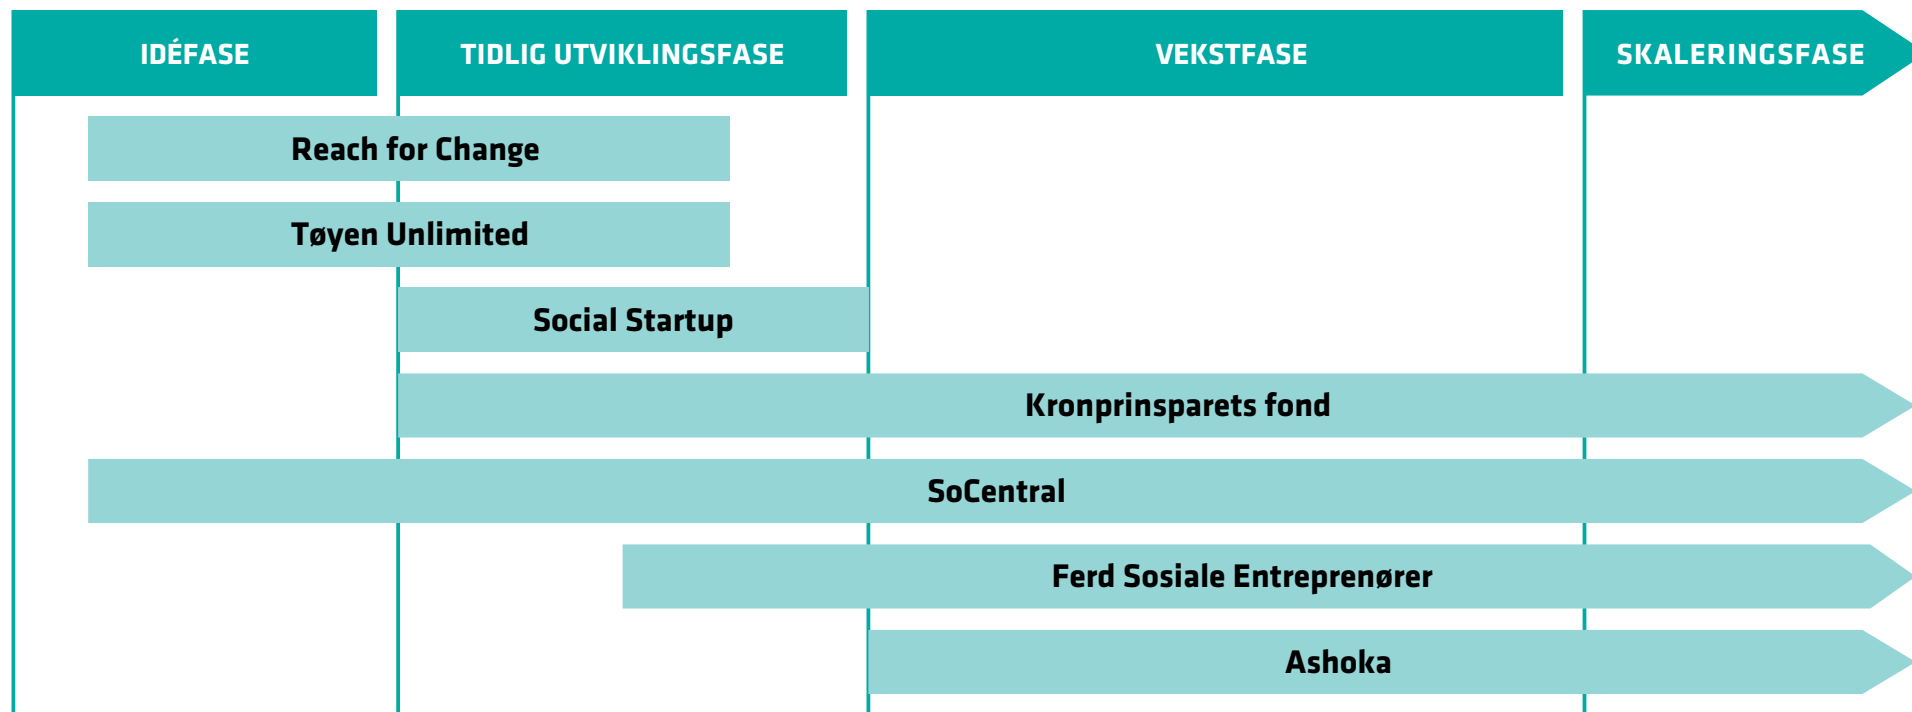 IDÉFASE
TIDLIG UTVIKLINGSFASE
VEKSTFASE
SKALERINGSFASE
Reach for Change
Tøyen Unlimited
Social Startup
Kronprinsparets fond
SoCentral
Ferd Sosiale Entreprenører
Ashoka